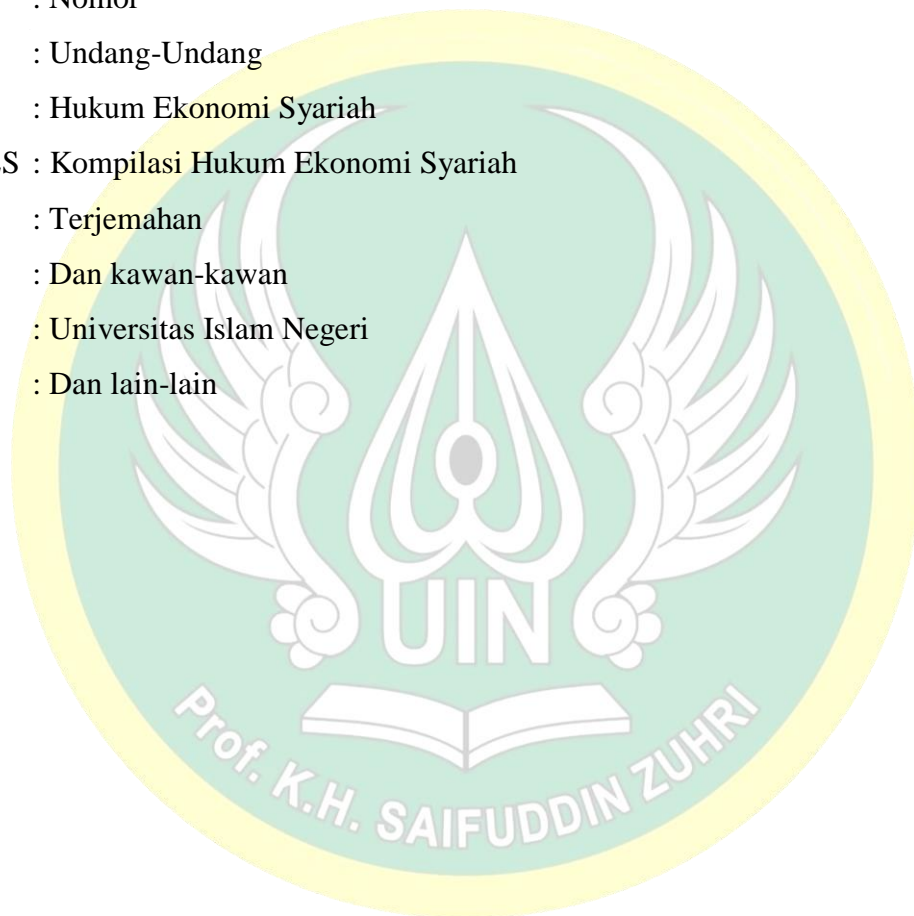 : Nomor
: Undang-Undang
: Hukum Ekonomi Syariah
ES : Kompilasi Hukum Ekonomi Syariah
: Terjemahan
: Dan kawan-kawan
: Universitas Islam Negeri
: Dan lain-lain
UIN
Prof. K.H. SAIFUDDIN ZUHRI